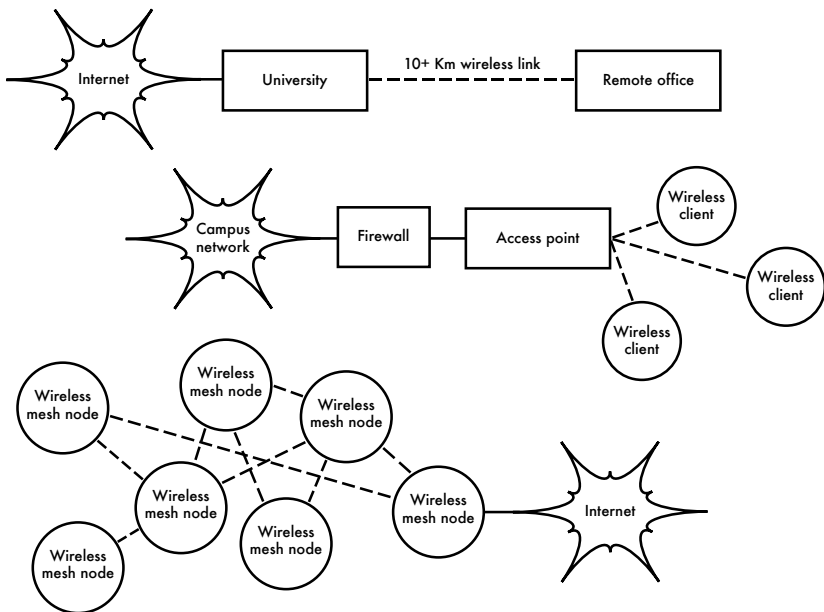 Internet
University
10+ Km wireless link
Remote office
Campus
network
Firewall
Access point
Wireless
client
Wireless
client
Wireless
client
Wireless
mesh node
Wireless
mesh node
Wireless
mesh node
Wireless
mesh node
Wireless
mesh node
Wireless
mesh node
Wireless
mesh node
Internet